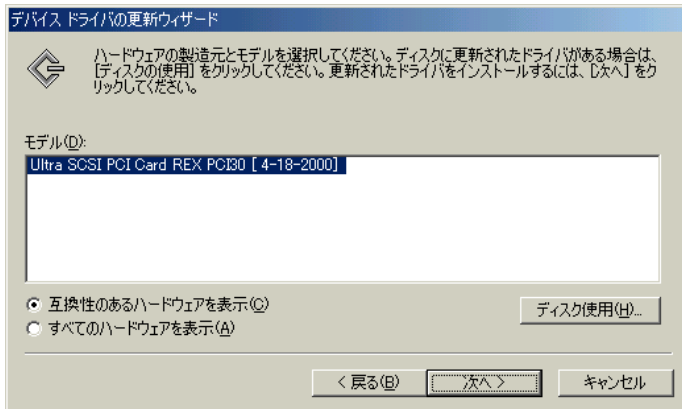 デバイス ドライバの更新ウィザード
ハードウェアの製造元とモデルを選択してください。ディスクに更新されたドライバがある場合は、
[ディスクの使用] をクリックしてください。更新されたドライバをインストールするには、[次へ] をク
リックしてください。
モデル(D):
Ultra SCSI PCI Card REX PCI30 [ 4-18-2000]
互換性のあるハードウェアを表示(C)
すべてのハードウェアを表示(A)
ディスク使用(H)...
< 戻る(B)
次へ >
キャンセル